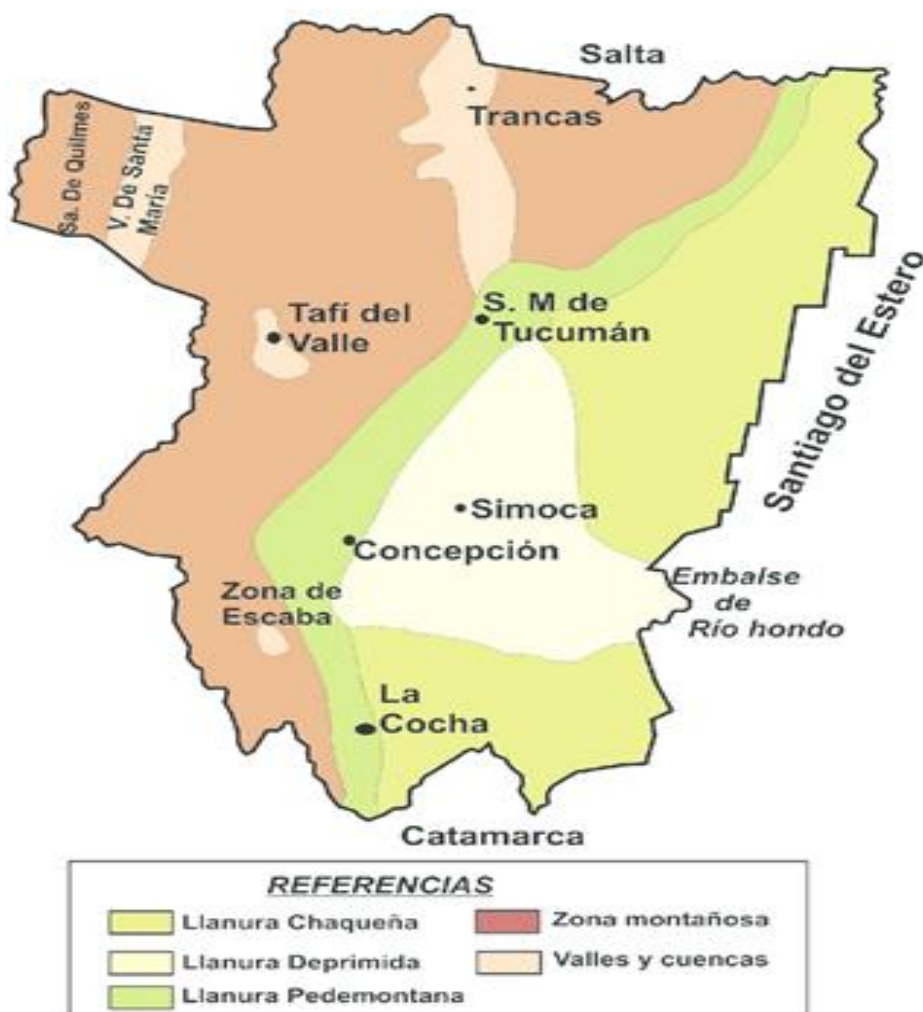 Salta
Trancas
Sa. De Quilmes
V. De Santa
María
Tafí del
Valle
S. M de
Tucumán
Santiago del Estero
Simoca
Concepción
Zona de
Escaba
Embalse
de
Río hondo
La
Cocha
Catamarca
REFERENCIAS
Llanura Chaqueña
Zona montañosa
Llanura Deprimida
Valles y cuencas
Llanura Pedemontana